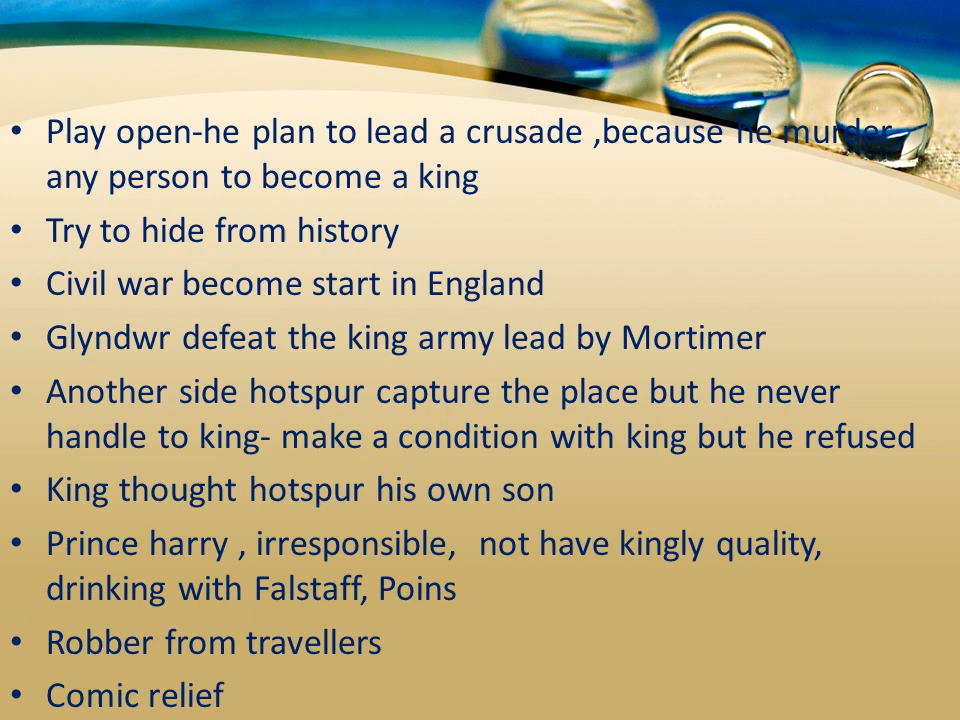 • Play open-he plan to lead a crusade ,because he murder
any person to become a king
• Try to hide from history
• Civil war become start in England
• Glyndwr defeat the king army lead by Mortimer
• Another side hotspur capture the place but he never
handle to king- make a condition with king but he refused
• King thought hotspur his own son
• Prince harry , irresponsible, not have kingly quality,
drinking with Falstaff, Poins
• Robber from travellers
• Comic relief